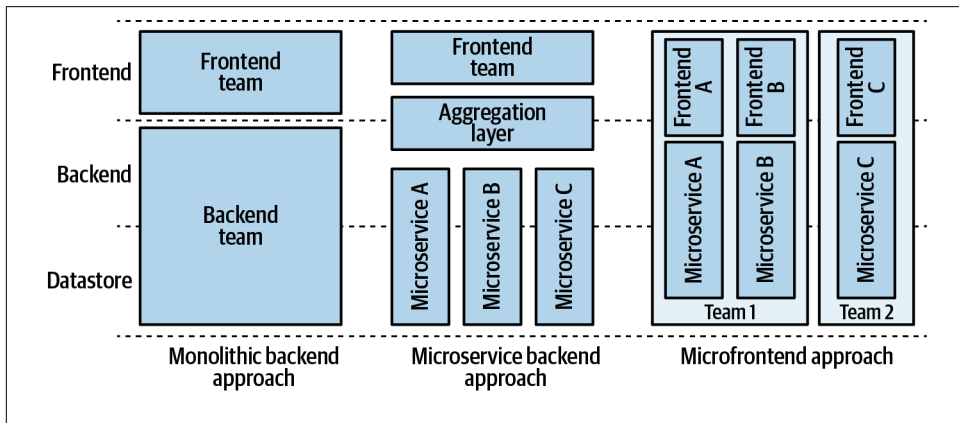 Frontend
Backend
Datastore
Frontend
team
Backend
team
Monolithic backend
approach
Frontend
team
Aggregation
layer
Microservice A
Microservice B
Microservice C
Microservice backend
approach
Frontend
A
Frontend
B
Microservice A
Microservice B
Team 1
Frontend
C
Microservice C
Team 2
Microfrontend approach